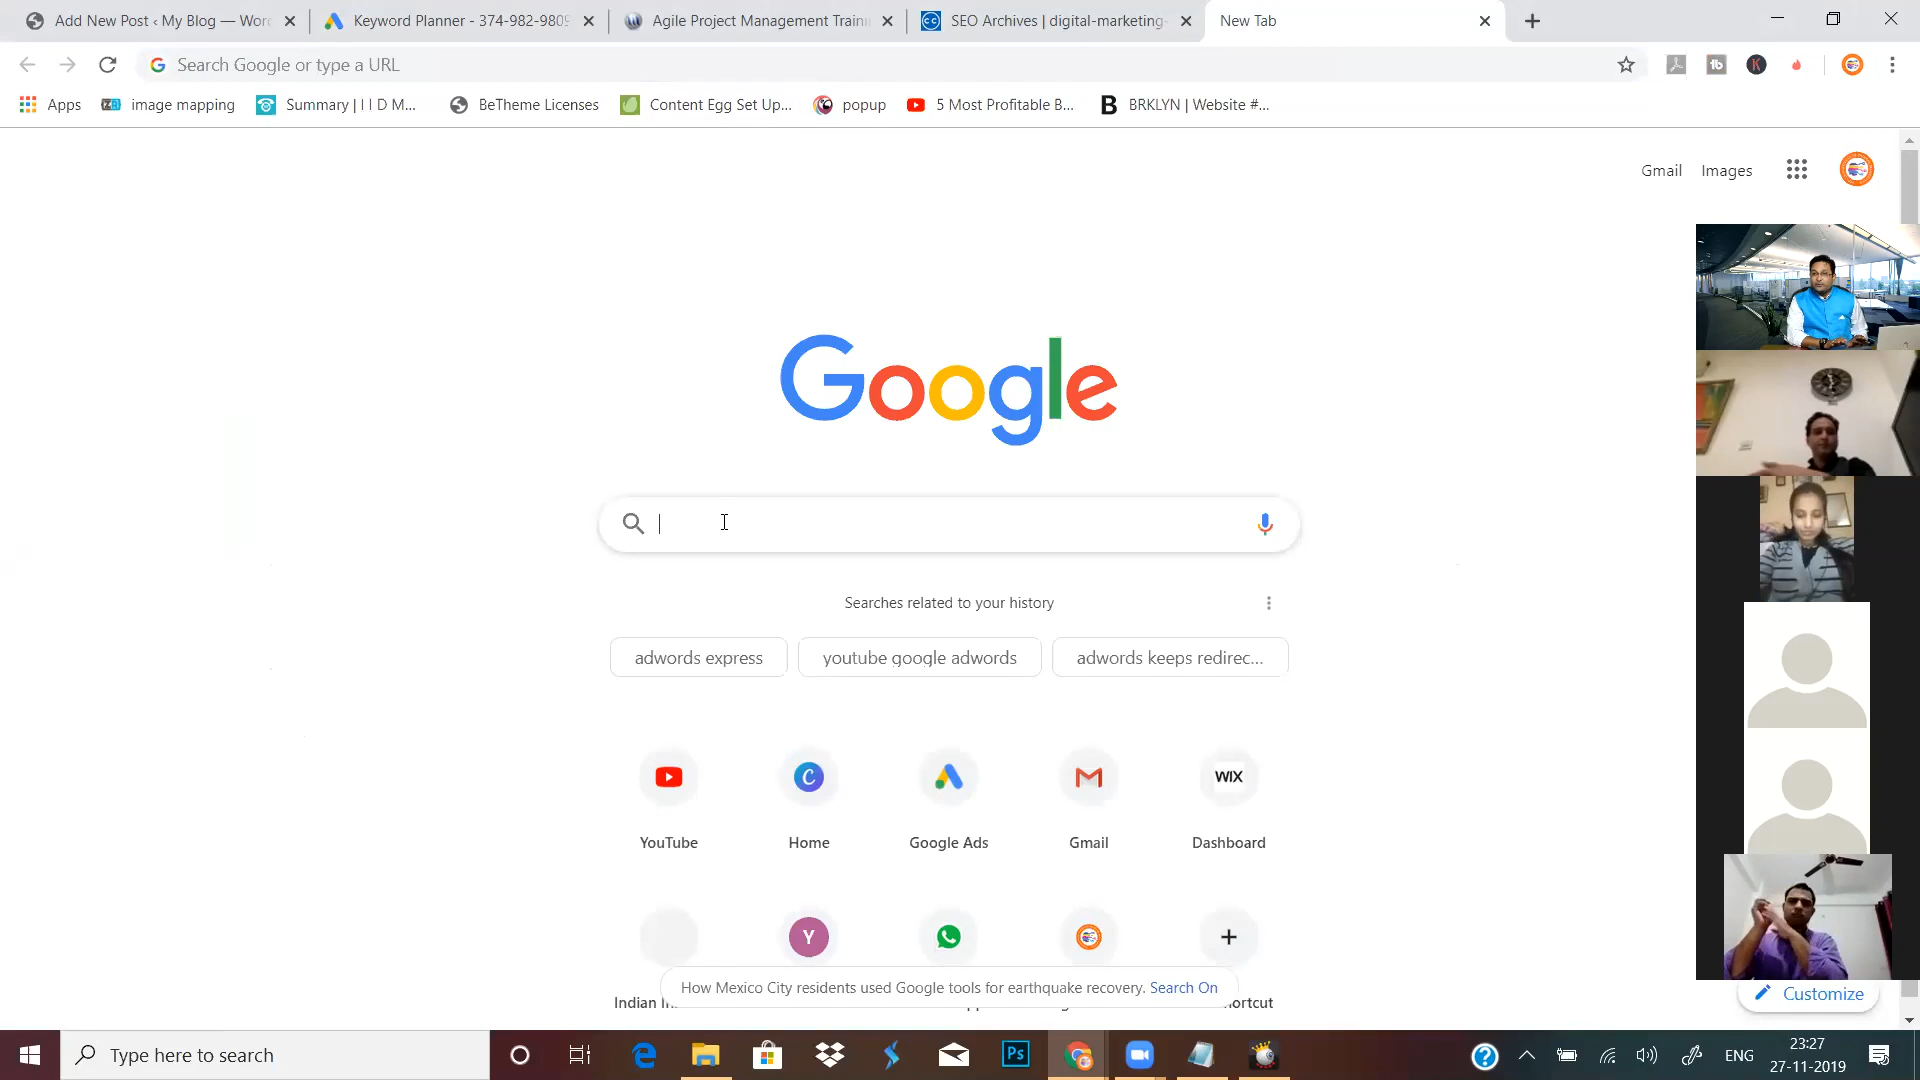 Add New Post ‹ My Blog — Wor
Keyword Planner - 374-982-9809
Agile Project Management Traini
SEO Archives | digital-marketing-
New Tab
Search Google or type a URL
Apps
image mapping
Summary | I I D M...
BeTheme Licenses
Content Egg Set Up...
popup
5 Most Profitable B...
BRKLYN | Website #...
Gmail
Images
Google
Searches related to your history
adwords express
youtube google adwords
adwords keeps redirec...
WIX
YouTube
Home
Google Ads
Gmail
Dashboard
Y
How Mexico City residents used Google tools for earthquake recovery. Search On
Indian
Customize
Type here to search
Ps
ENG
23:27
27-11-2019